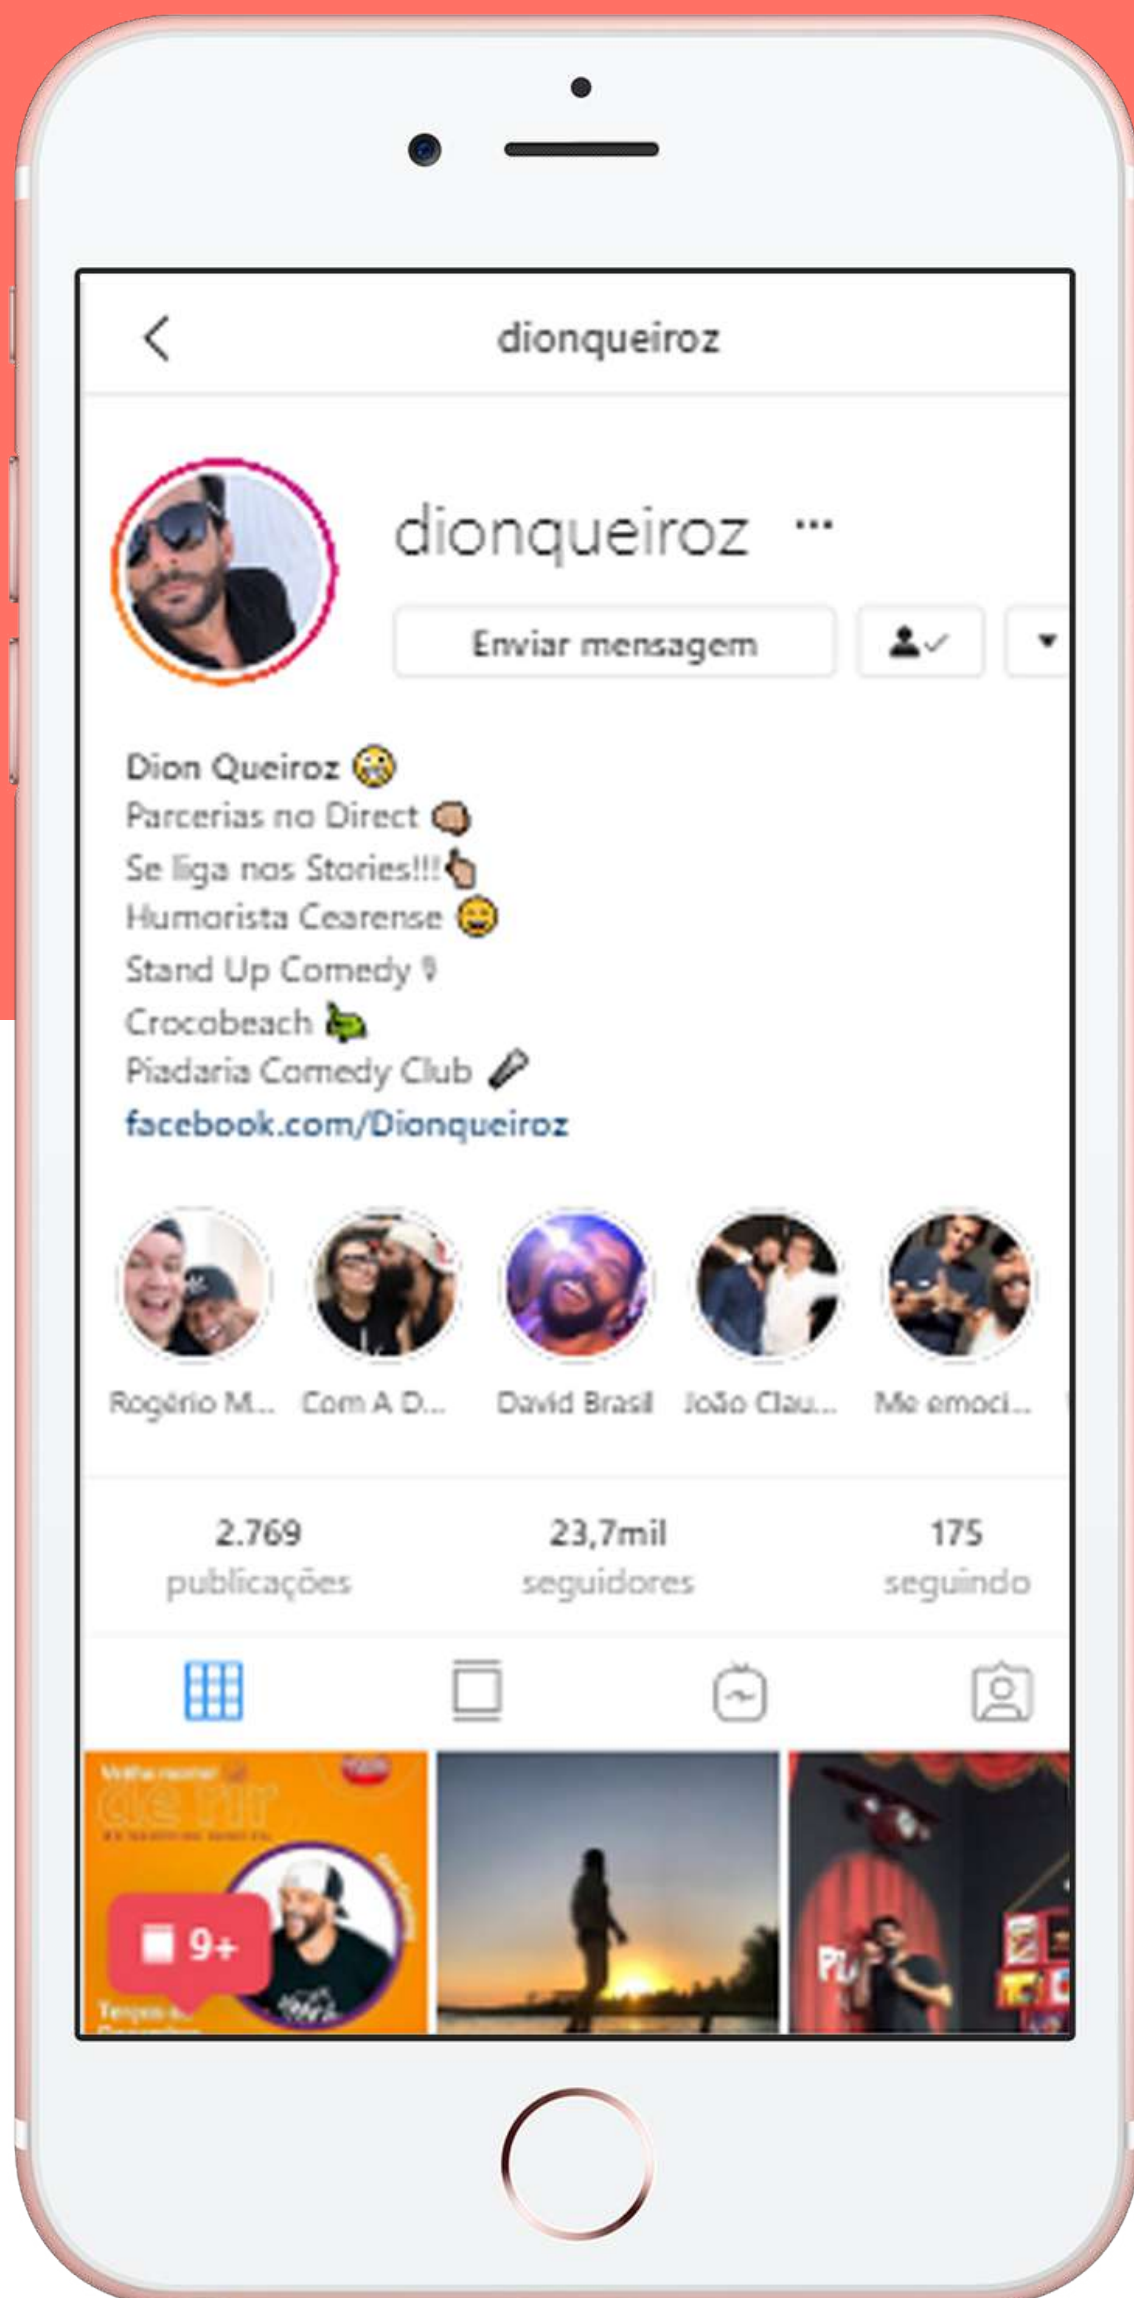 dionqueiroz
dionqueiroz
Enviar mensagem
Dion Queiroz
Parcerias no Direct
Se liga nos Stories!!!
Humorista Cearense
Stand Up Comedy
Crocobeach
Piadaria Comedy Club
facebook.com/Dionqueiroz
Rogério M... Com A D... David Brasil João Clau... Me emoci...
2.769 23,7mil 175
publicações seguidores seguindo
de rir
9+